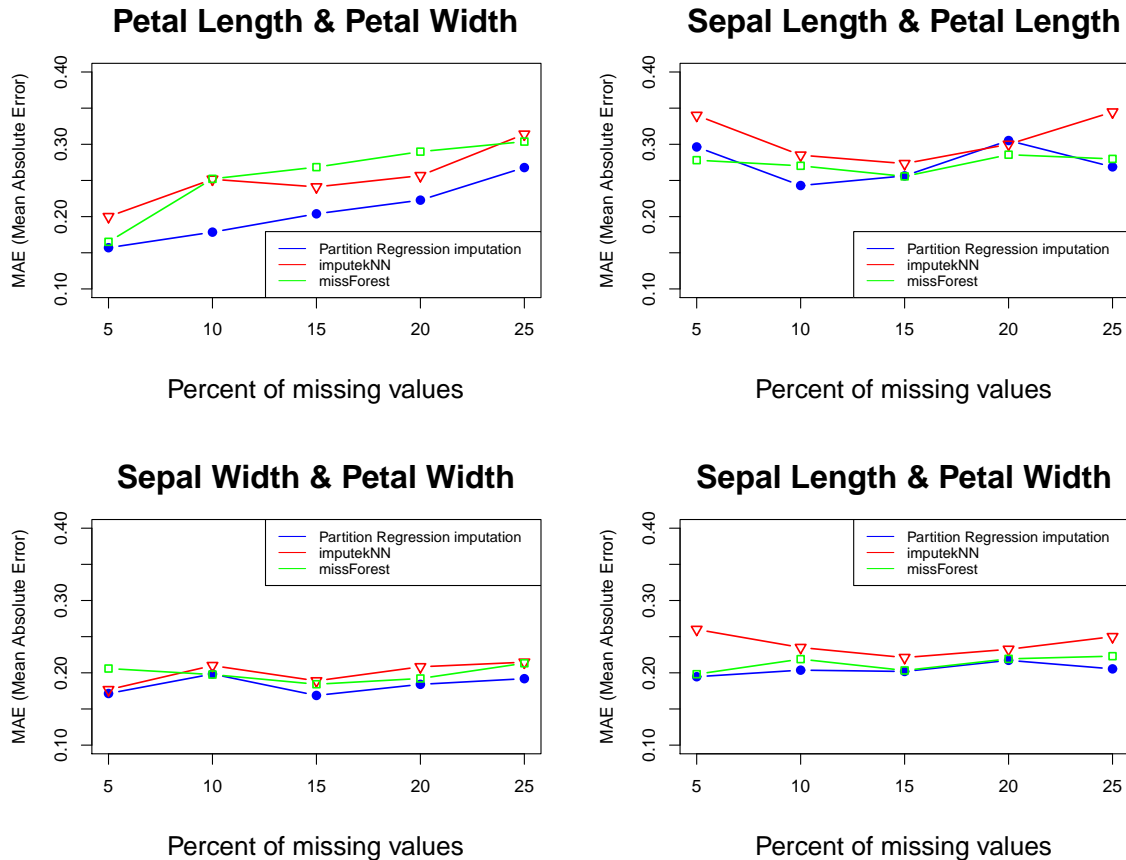 Petal Length & Petal Width
MAE (Mean Absolute Error)
0.40
0.30
0.20
0.10
Partition Regression imputation
imputekNN
missForest
5 10 15 20 25
Percent of missing values
Sepal Length & Petal Length
MAE (Mean Absolute Error)
0.40
0.30
0.20
0.10
Partition Regression imputation
imputekNN
missForest
5 10 15 20 25
Percent of missing values
Sepal Width & Petal Width
MAE (Mean Absolute Error)
0.40
0.30
0.20
0.10
Partition Regression imputation
imputekNN
missForest
5 10 15 20 25
Percent of missing values
Sepal Length & Petal Width
MAE (Mean Absolute Error)
0.40
0.30
0.20
0.10
Partition Regression imputation
imputekNN
missForest
5 10 15 20 25
Percent of missing values